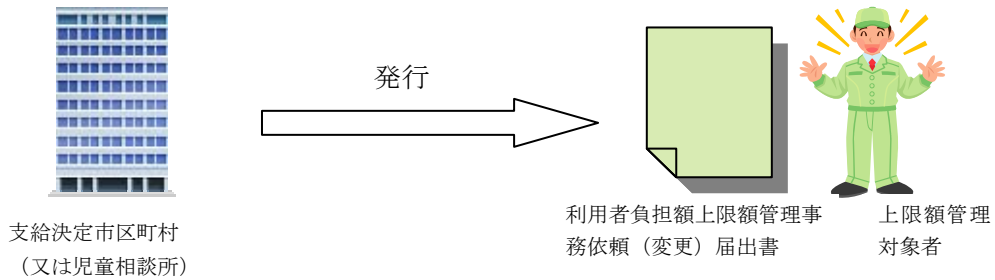 発行
支給決定市区町村
（又は児童相談所）
利用者負担額上限額管理事
務依頼（変更）届出書
上限額管理
対象者